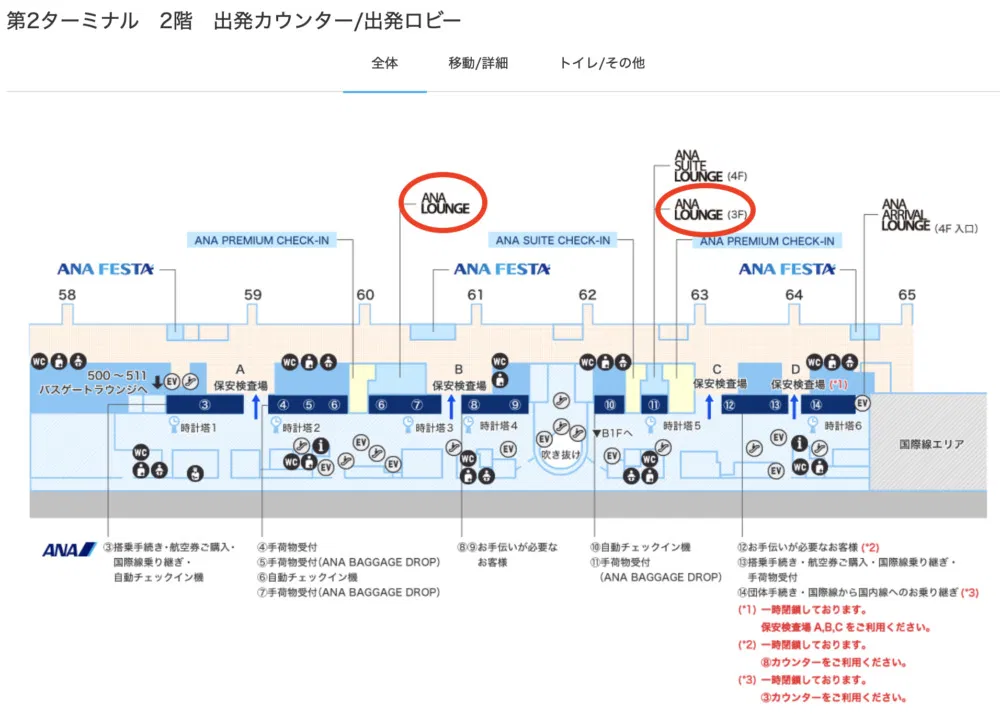 第2ターミナル　2階　出発カウンター/出発ロビー
全体
移動/詳細
トイレ/その他
ANA
SUITE
LOUNGE (4F)
ANA
LOUNGE
ANA
LOUNGE (3F)
ANA
ARRIVAL
LOUNGE (4F 入口)
ANA PREMIUM CHECK-IN
ANA SUITE CHECK-IN
ANA PREMIUM CHECK-IN
ANA FESTA
ANA FESTA
ANA FESTA
58
59
60
61
62
63
64
65
WC
WC
WC
WC
WC
500～511
バスゲートラウンジへ
EV
A
保安検査場
B
保安検査場
C
保安検査場
D
保安検査場 (*1)
③
④
⑤
⑥
⑥
⑦
⑧
⑨
⑩
⑪
⑫
⑬
⑭
EV
時計塔1
時計塔2
時計塔3
時計塔4
▼B1Fへ
時計塔5
時計塔6
WC
WC
i
EV
EV
EV
WC
EV
EV
吹き抜け
EV
WC
EV
EV
i
WC
国際線エリア
ANA
③搭乗手続き・航空券ご購入・
国際線乗り継ぎ・
自動チェックイン機
④手荷物受付
⑤手荷物受付(ANA BAGGAGE DROP)
⑥自動チェックイン機
⑦手荷物受付(ANA BAGGAGE DROP)
⑧⑨お手伝いが必要な
お客様
⑩自動チェックイン機
⑪手荷物受付
(ANA BAGGAGE DROP)
⑫お手伝いが必要なお客様 (*2)
⑬搭乗手続き・航空券ご購入・国際線乗り継ぎ・
手荷物受付
⑭団体手続き・国際線から国内線へのお乗り継ぎ (*3)
(*1) 一時閉鎖しております。
保安検査場 A,B,C をご利用ください。
(*2) 一時閉鎖しております。
⑧カウンターをご利用ください。
(*3) 一時閉鎖しております。
③カウンターをご利用ください。